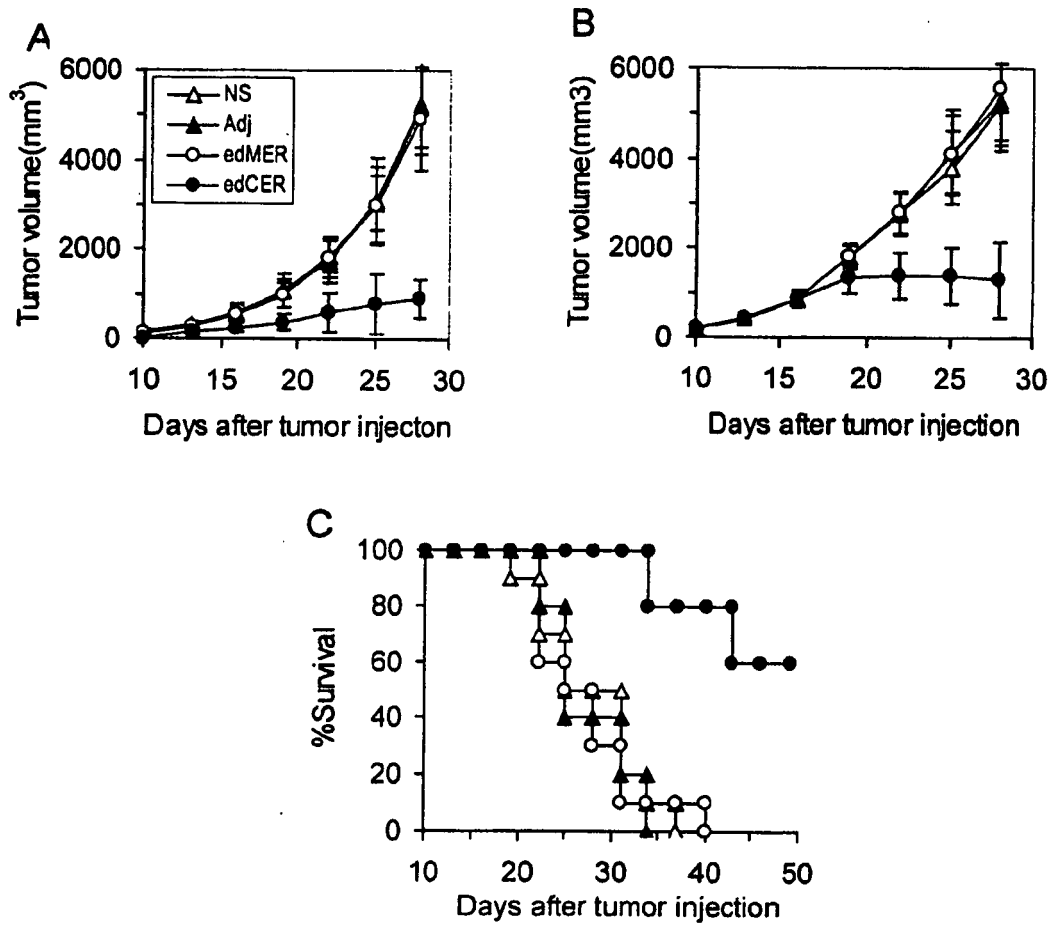 A
Tumor volume(mm³)
6000
4000
2000
0
NS
Adj
edMER
edCER
10 15 20 25 30
Days after tumor injecton
B
Tumor volume(mm3)
6000
4000
2000
0
10 15 20 25 30
Days after tumor injection
C
%Survival
100
80
60
40
20
0
10 20 30 40 50
Days after tumor injection